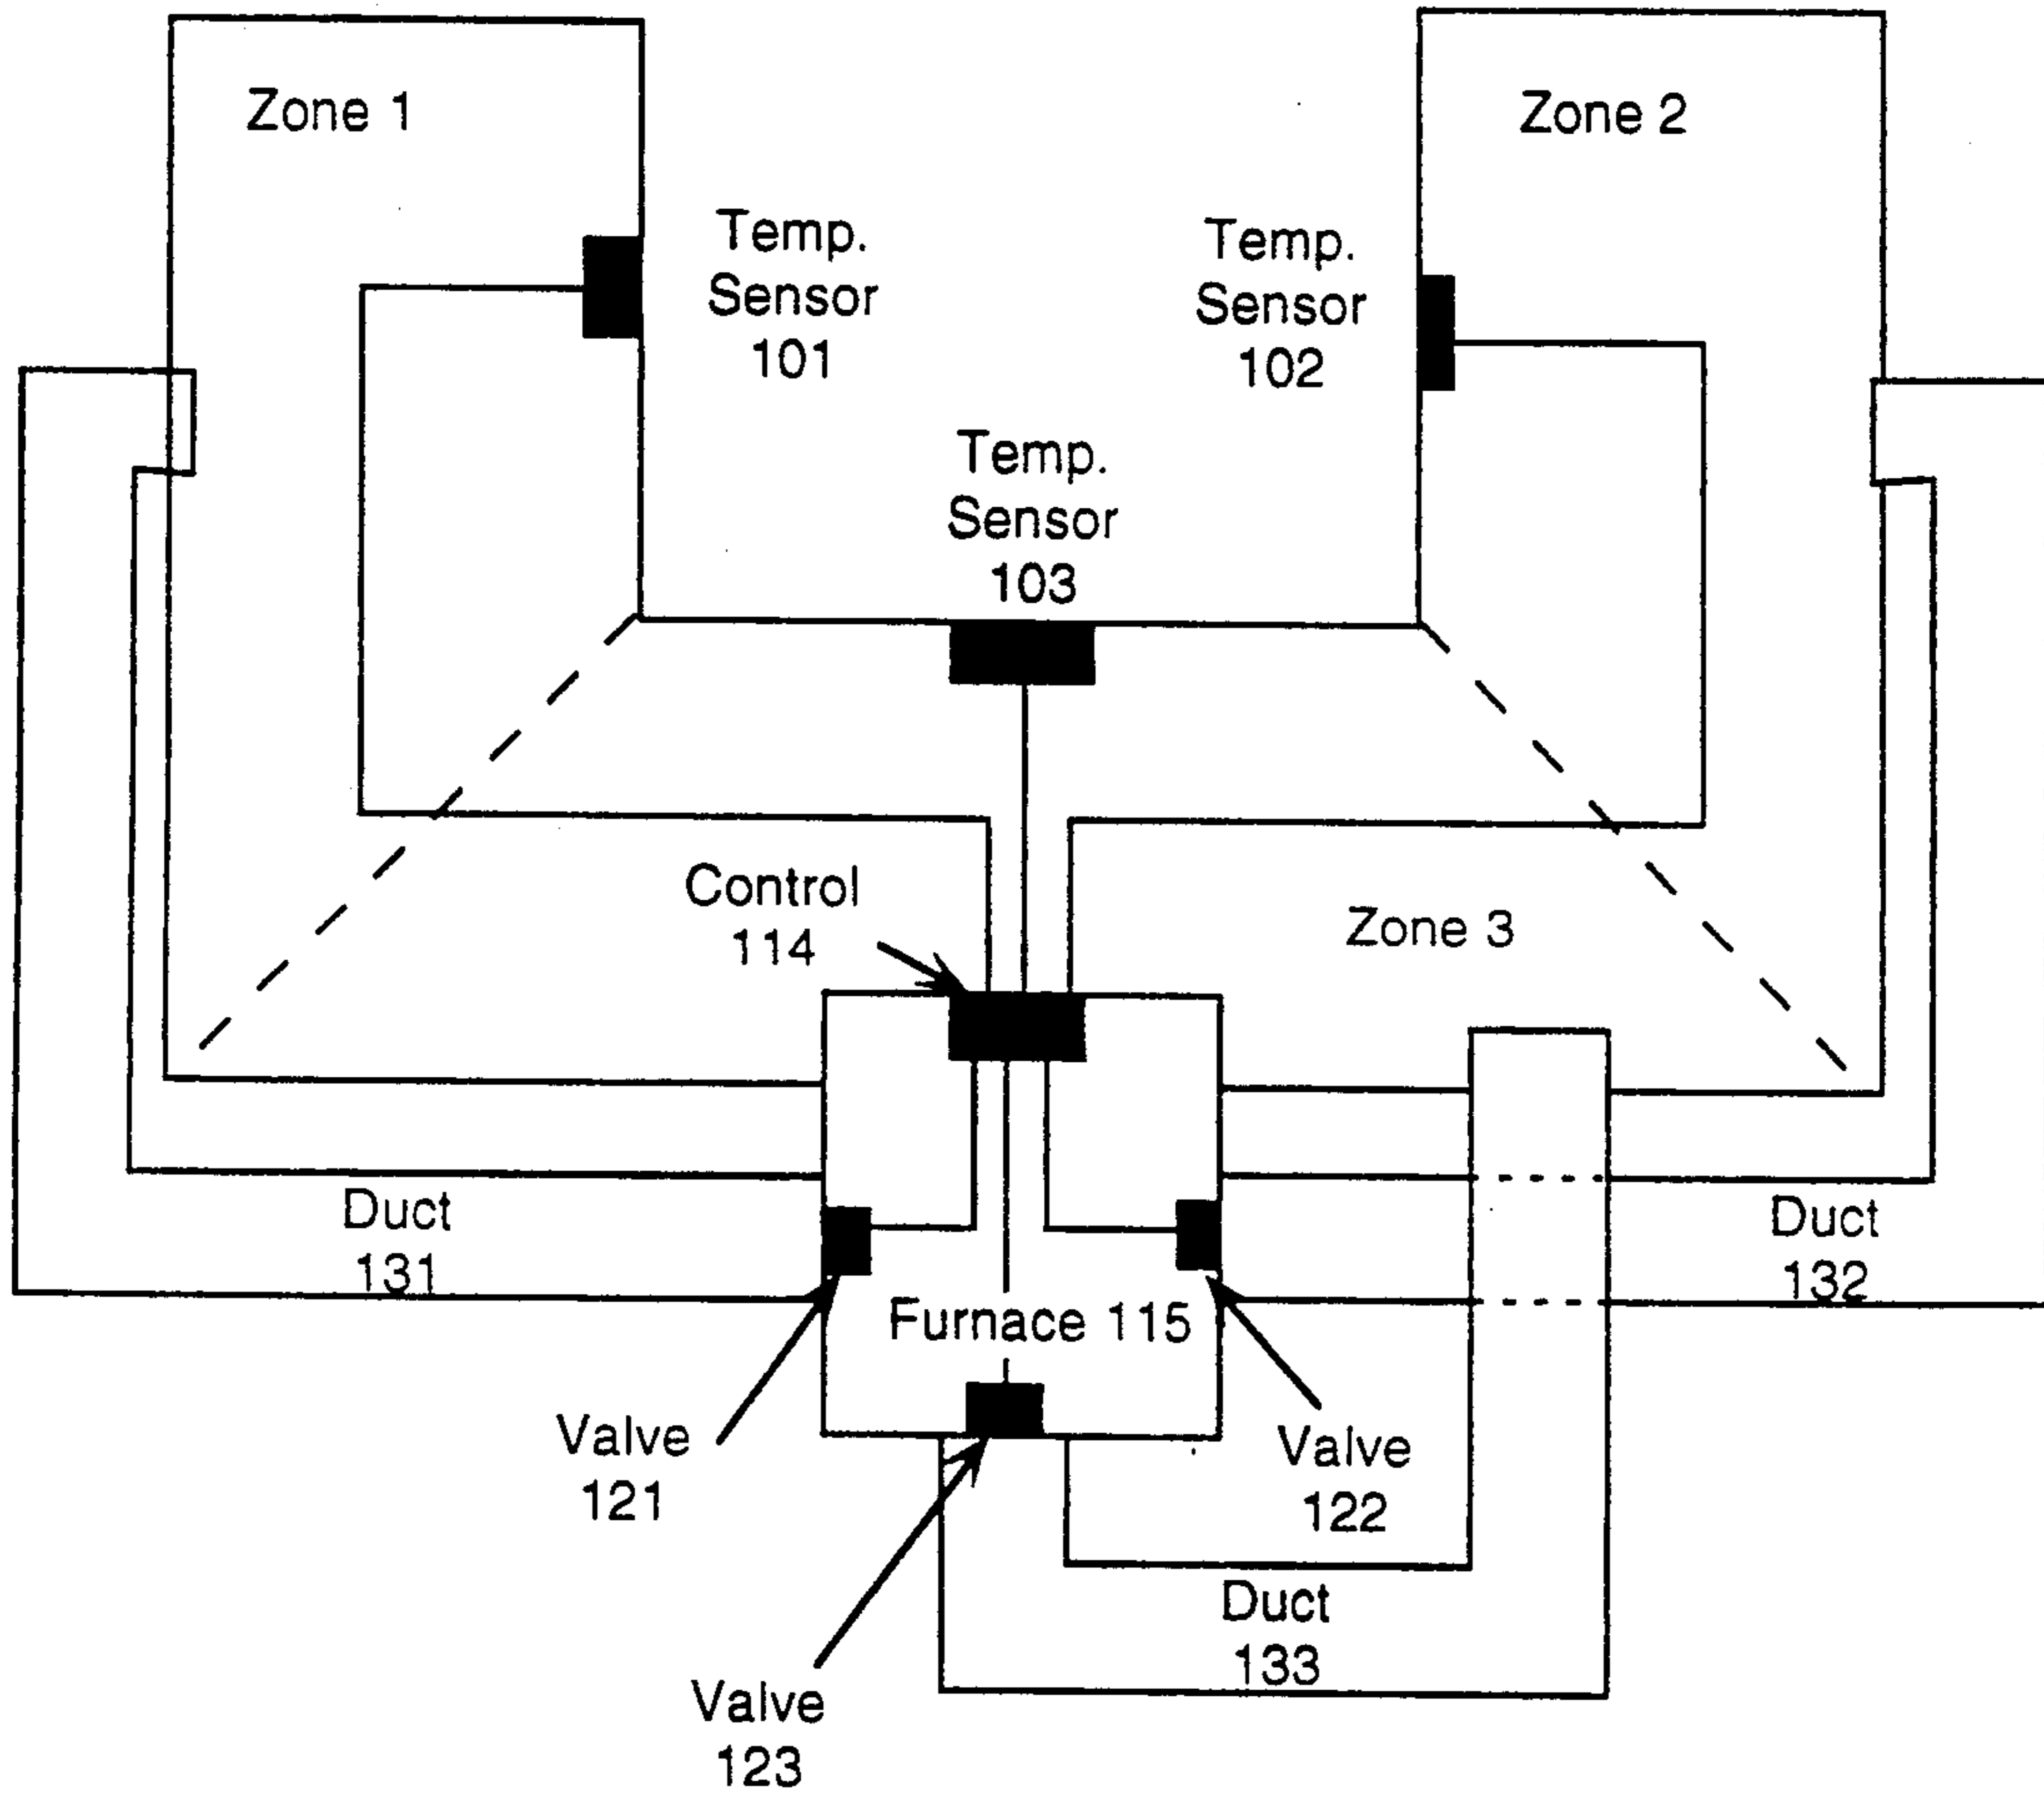 Zone 1
Zone 2
Temp.
Sensor
101
Temp.
Sensor
102
Temp.
Sensor
103
Control
114
Zone 3
Duct
131
Duct
132
Furnace 115
Valve
121
Valve
122
Duct
133
Valve
123